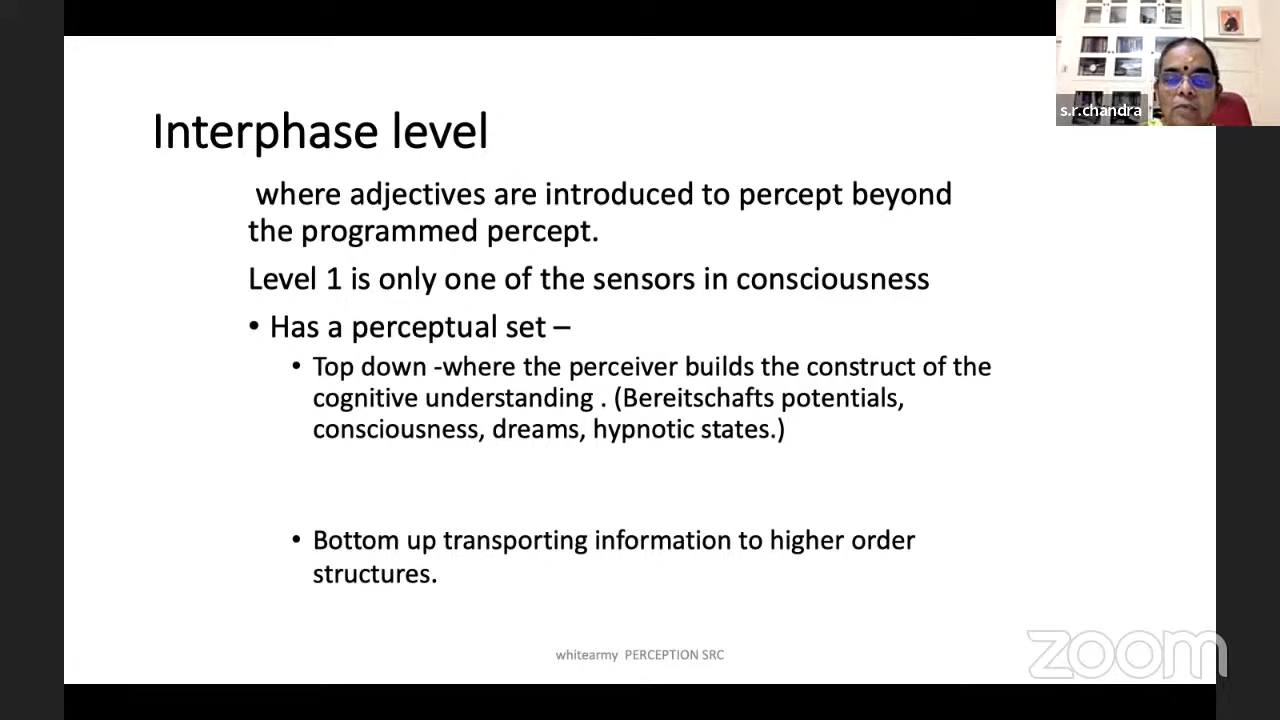 s.r.chandra
Interphase level
where adjectives are introduced to percept beyond
the programmed percept.
Level 1 is only one of the sensors in consciousness
• Has a perceptual set –
• Top down -where the perceiver builds the construct of the
cognitive understanding . (Bereitschafts potentials,
consciousness, dreams, hypnotic states.)
• Bottom up transporting information to higher order
structures.
whitearmy PERCEPTION SRC
zoom